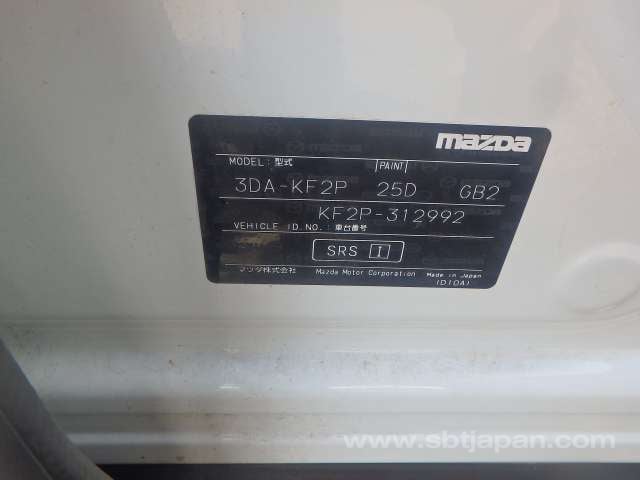 mazda
MODEL:型式 PAINT
3DA-KF2P 25D GB2
KF2P-312992
VEHICLE ID.NO.:車台番号
SRS I
マツダ株式会社 Mazda Motor Corporation Made in Japan
(D10A)
www.sbtjapan.com